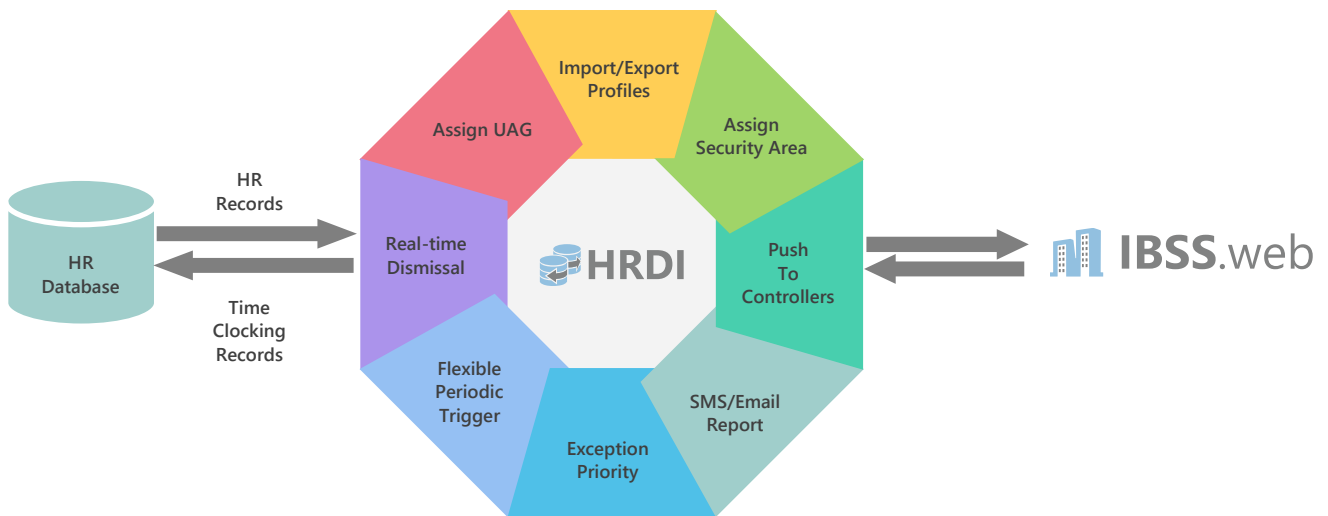 Import/Export
Profiles
Assign UAG
Assign
Security Area
HR
Records
HR
Database
Real-time
Dismissal
HRDI
Push
To
Controllers
IBSS.web
Time
Clocking
Records
Flexible
Periodic
Trigger
SMS/Email
Report
Exception
Priority